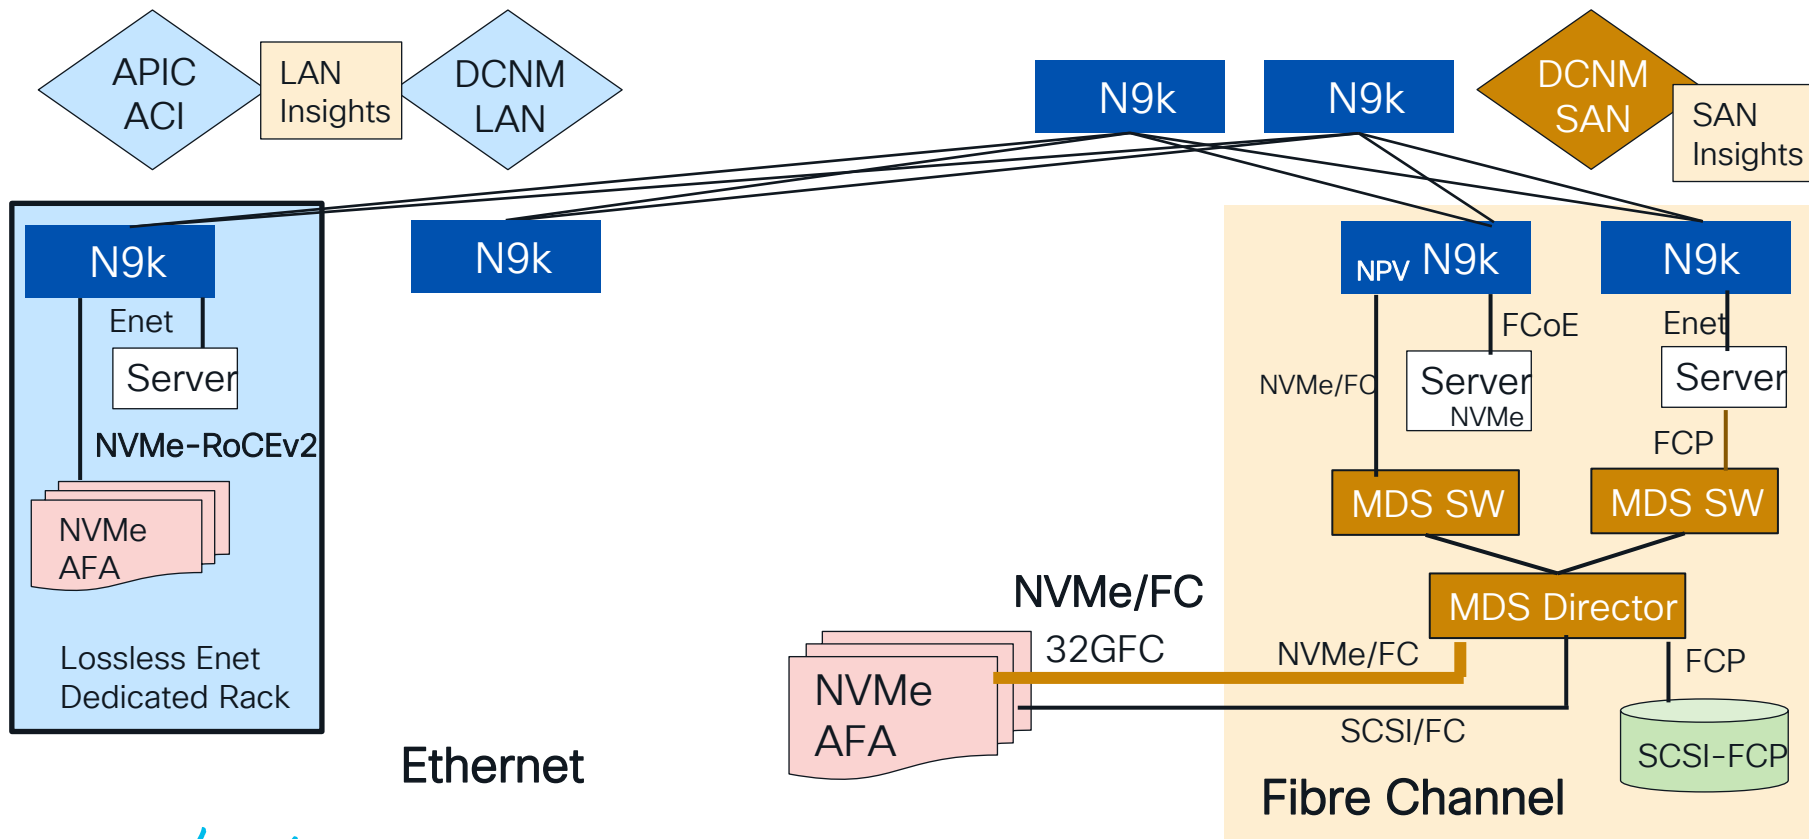 APIC
ACI
LAN
Insights
DCNM
LAN
N9k
N9k
DCNM
SAN
SAN
Insights
N9k
N9k
NPV N9k
N9k
Enet
FCoE
Enet
Server
Server
NVMe
Server
NVMe/FC
NVMe-RoCEv2
FCP
MDS SW
MDS SW
NVMe
AFA
NVMe/FC
32GFC
MDS Director
NVMe/FC
FCP
Lossless Enet
Dedicated Rack
NVMe
AFA
SCSI/FC
SCSI-FCP
Ethernet
Fibre Channel